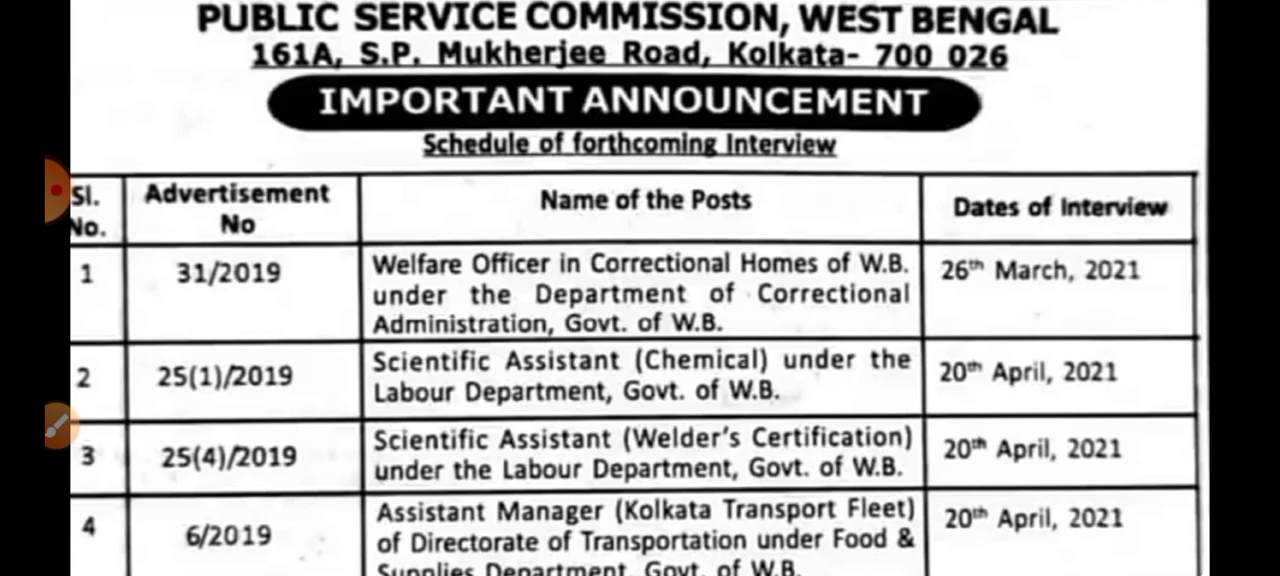 PUBLIC SERVICE COMMISSION, WEST BENGAL
161A, S.P. Mukherjee Road, Kolkata- 700 026
IMPORTANT ANNOUNCEMENT
Schedule of forthcoming Interview
Sl. No.
Advertisement No
Name of the Posts
Dates of Interview
1
31/2019
Welfare Officer in Correctional Homes of W.B.
under the Department of Correctional
Administration, Govt. of W.B.
26th March, 2021
2
25(1)/2019
Scientific Assistant (Chemical) under the
Labour Department, Govt. of W.B.
20th April, 2021
3
25(4)/2019
Scientific Assistant (Welder's Certification)
under the Labour Department, Govt. of W.B.
20th April, 2021
4
6/2019
Assistant Manager (Kolkata Transport Fleet)
of Directorate of Transportation under Food &
Supplies Department, Govt. of W.B.
20th April, 2021